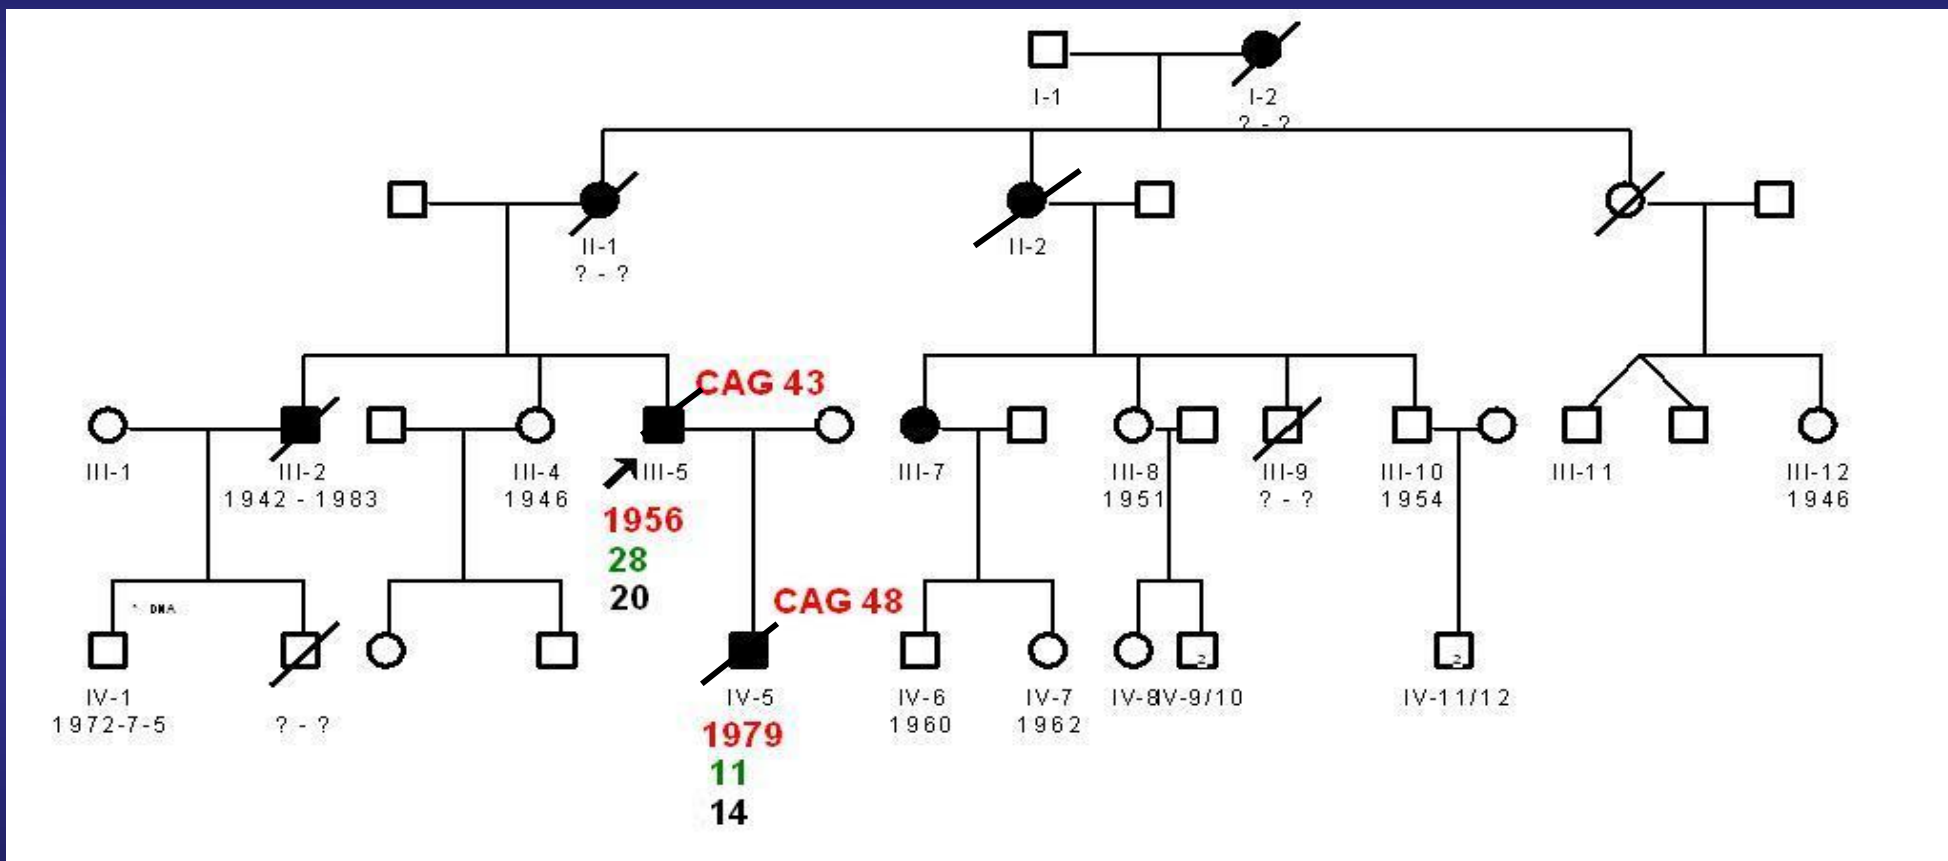 I-1 I-2
? - ?
II-1 II-2
? - ?
CAG 43
III-1 III-2 III-4 III-5 III-7 III-8 III-9 III-10 III-11 III-12
1942 - 1983 1946 1951 ? - ? 1954 1946
1956
28
20
CAG 48
* DNA
2 2
IV-1 IV-5 IV-6 IV-7 IV-8 IV-9/10 IV-11/12
1972-7-5 ? - ? 1960 1962
1979
11
14